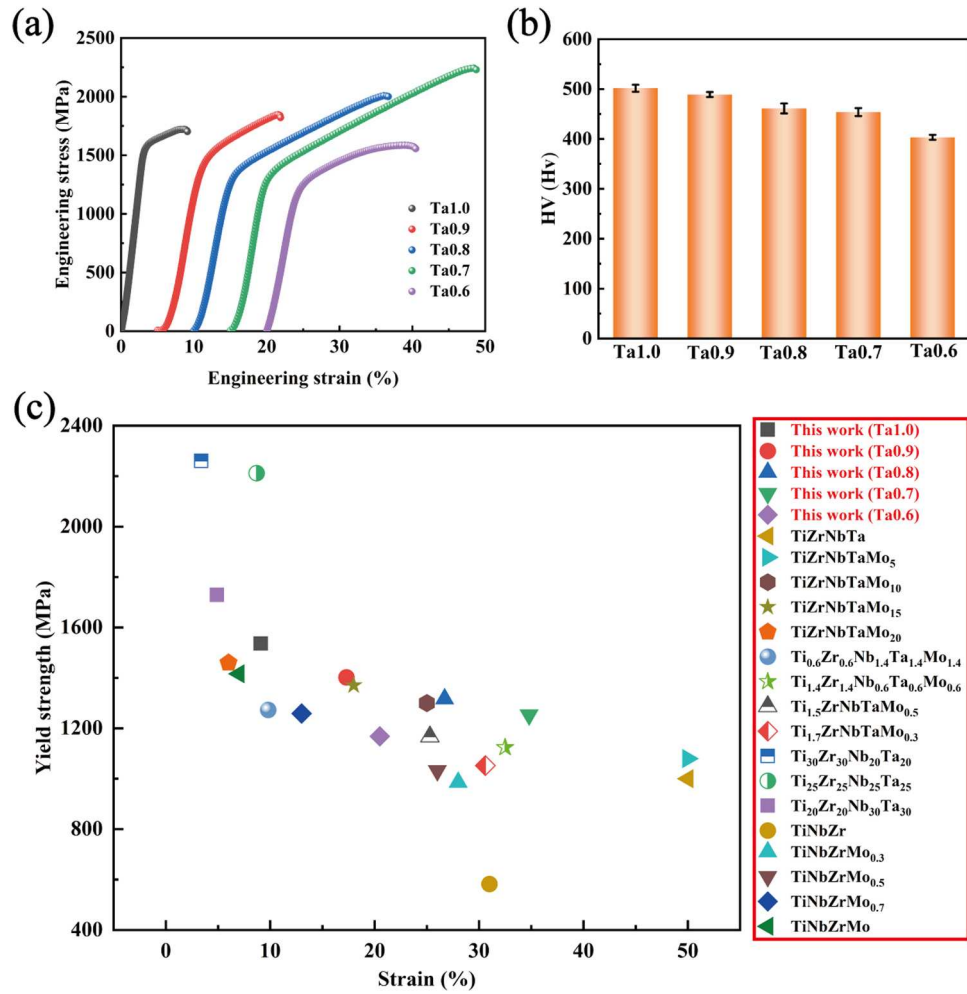 (a)
2500
2000
1500
1000
500
0
Engineering stress (MPa)
0 10 20 30 40 50
Engineering strain (%)
Ta1.0
Ta0.9
Ta0.8
Ta0.7
Ta0.6
(b)
600
500
400
300
200
100
0
HV (Hv)
Ta1.0 Ta0.9 Ta0.8 Ta0.7 Ta0.6
(c)
2400
2000
1600
1200
800
400
Yield strength (MPa)
0 10 20 30 40 50
Strain (%)
This work (Ta1.0)
This work (Ta0.9)
This work (Ta0.8)
This work (Ta0.7)
This work (Ta0.6)
TiZrNbTa
TiZrNbTaMo₅
TiZrNbTaMo₁₀
TiZrNbTaMo₁₅
TiZrNbTaMo₂₀
Ti₀.₆Zr₀.₆Nb₁.₄Ta₁.₄Mo₁.₄
Ti₁.₄Zr₁.₄Nb₀.₆Ta₀.₆Mo₀.₆
Ti₁.₅ZrNbTaMo₀.₅
Ti₁.₇ZrNbTaMo₀.₃
Ti₃₀Zr₃₀Nb₂₀Ta₂₀
Ti₂₅Zr₂₅Nb₂₅Ta₂₅
Ti₂₀Zr₂₀Nb₃₀Ta₃₀
TiNbZr
TiNbZrMo₀.₃
TiNbZrMo₀.₅
TiNbZrMo₀.₇
TiNbZrMo